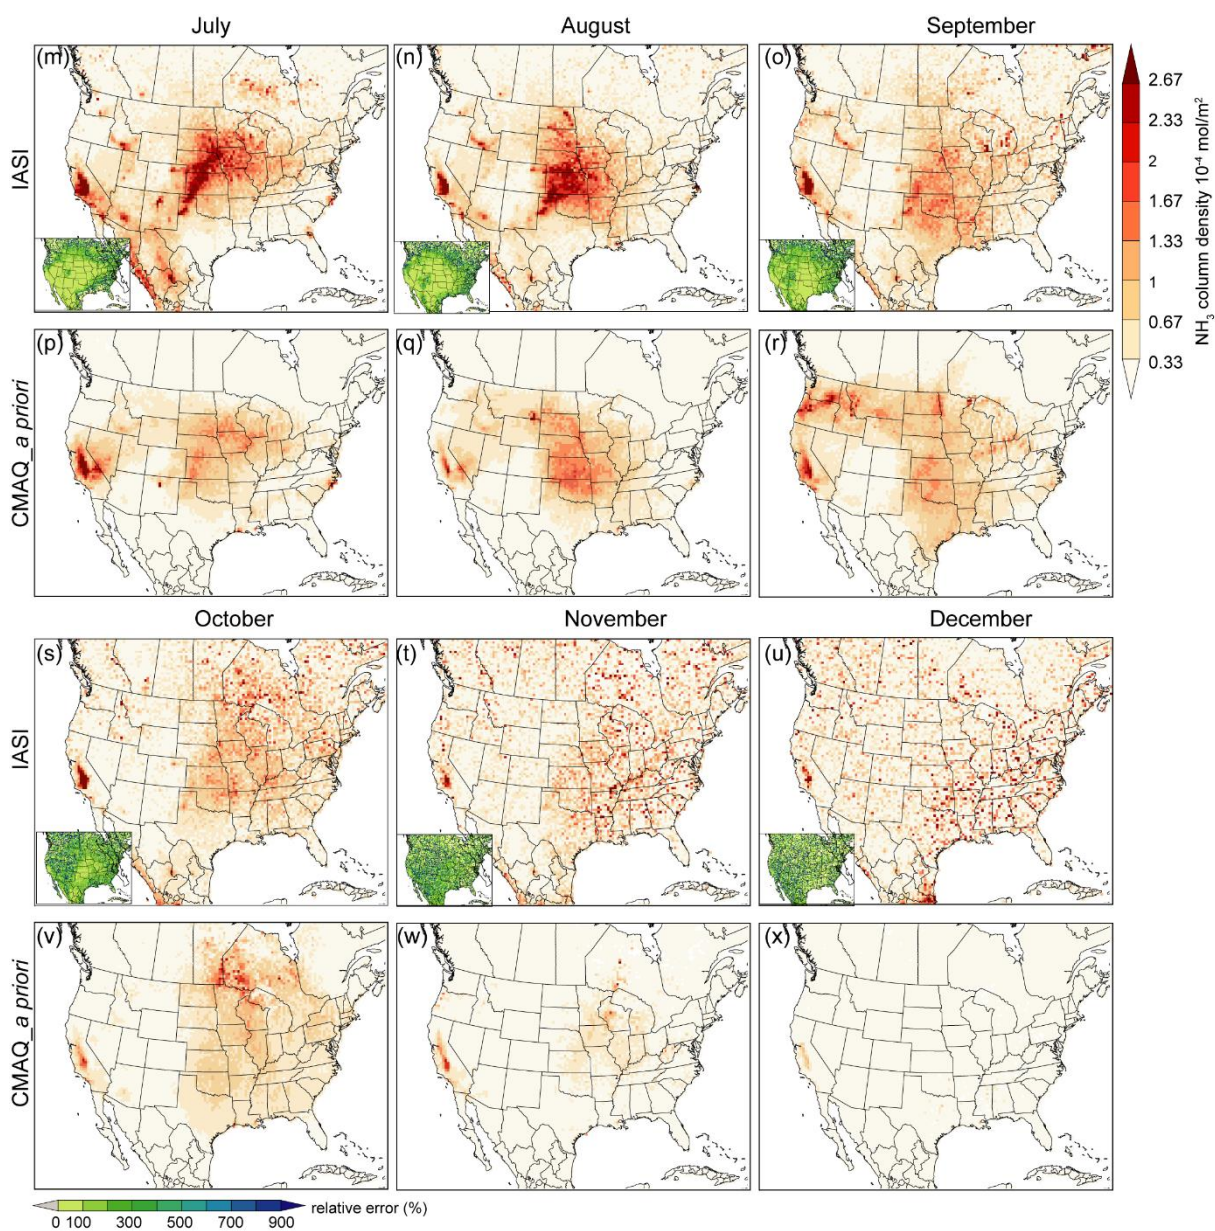 July August September
(m) (n) (o)
IASI
2.67
2.33
2
1.67
1.33
1
0.67
0.33
NH₃ column density 10⁻⁴ mol/m²
(p) (q) (r)
CMAQ_a priori
October November December
(s) (t) (u)
IASI
(v) (w) (x)
CMAQ_a priori
relative error (%)
0 100 300 500 700 900